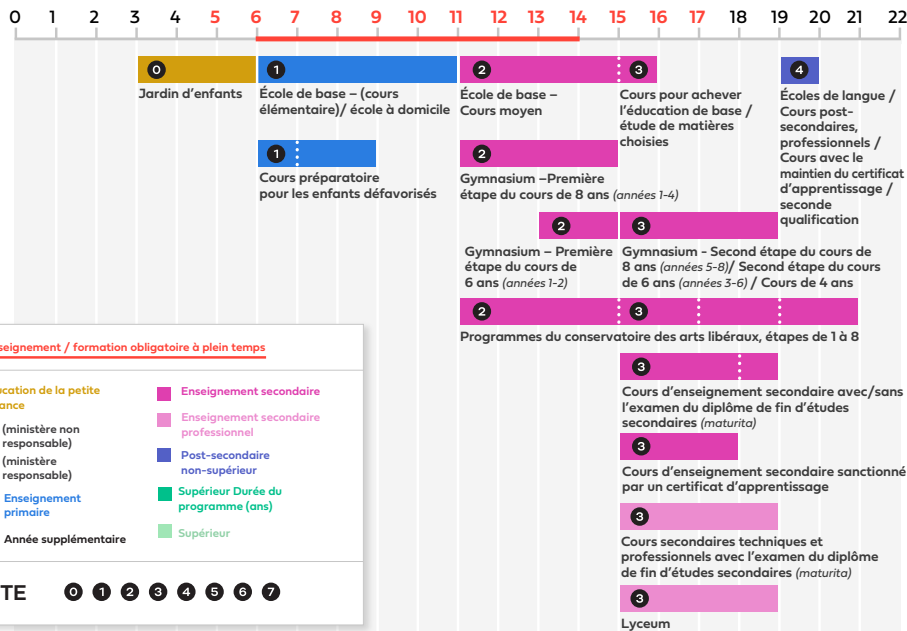 0 1 2 3 4 5 6 7 8 9 10 11 12 13 14 15 16 17 18 19 20 21 22
0
Jardin d'enfants
1
École de base – (cours
élémentaire)/ école à domicile
2
École de base –
Cours moyen
3
Cours pour achever
l'éducation de base /
étude de matières
choisies
4
Écoles de langue /
Cours post-
secondaires,
professionnels /
Cours avec le
maintien du certificat
d'apprentissage /
seconde
qualification
1
Cours préparatoire
pour les enfants défavorisés
2
Gymnasium –Première
étape du cours de 8 ans (années 1-4)
2
Gymnasium – Première
étape du cours de
6 ans (années 1-2)
3
Gymnasium - Second étape du cours de
8 ans (années 5-8)/ Second étape du cours
de 6 ans (années 3-6) / Cours de 4 ans
2 3
Programmes du conservatoire des arts libéraux, étapes de 1 à 8
3
Cours d'enseignement secondaire avec/sans
l'examen du diplôme de fin d'études
secondaires (maturita)
3
Cours d'enseignement secondaire sanctionné
par un certificat d'apprentissage
3
Cours secondaires techniques et
professionnels avec l'examen du diplôme
de fin d'études secondaires (maturita)
3
Lyceum
seignement / formation obligatoire à plein temps
ucation de la petite
ance
(ministère non
responsable)
(ministère
responsable)
Enseignement
primaire
Année supplémentaire
Enseignement secondaire
Enseignement secondaire
professionnel
Post-secondaire
non-supérieur
Supérieur Durée du
programme (ans)
Supérieur
TE 0 1 2 3 4 5 6 7